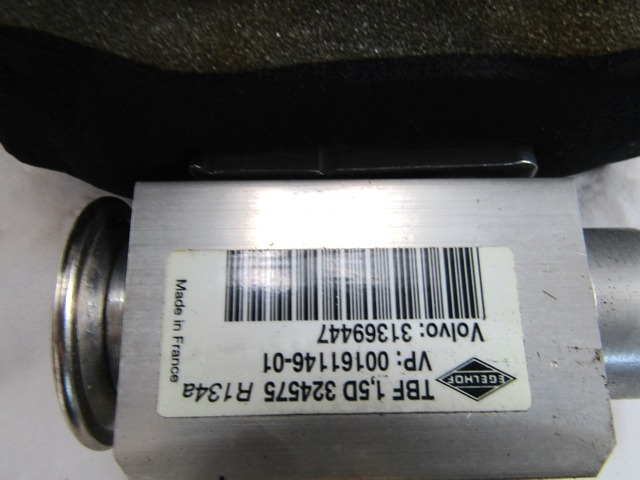 EGELHOF
TBF 1,5D 324575 R134a
VP: 00161146-01
Volvo: 31369447
Made in France